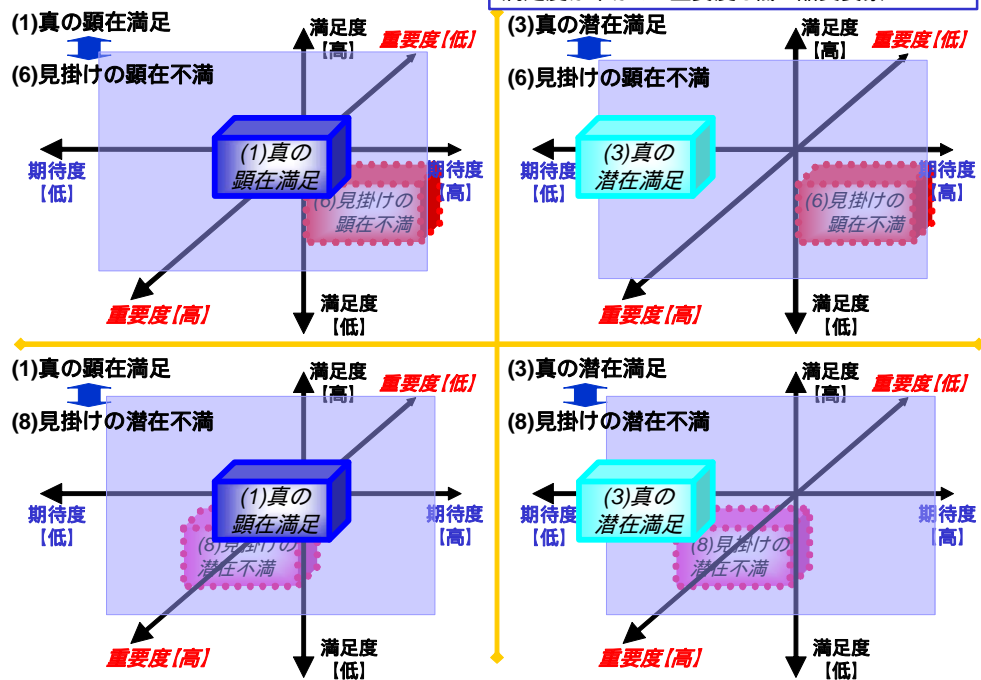 (1)真の顕在満足
(6)見掛けの顕在不満
満足度
【高】
重要度【低】
期待度
【低】
(1)真の
顕在満足
期待度
【高】
(6)見掛けの
顕在不満
重要度【高】
満足度
【低】
(3)真の潜在満足
(6)見掛けの顕在不満
満足度
【高】
重要度【低】
期待度
【低】
(3)真の
潜在満足
期待度
【高】
(6)見掛けの
顕在不満
重要度【高】
満足度
【低】
(1)真の顕在満足
(8)見掛けの潜在不満
満足度
【高】
重要度【低】
期待度
【低】
(1)真の
顕在満足
期待度
【高】
(8)見掛けの
潜在不満
重要度【高】
満足度
【低】
(3)真の潜在満足
(8)見掛けの潜在不満
満足度
【高】
重要度【低】
期待度
【低】
(3)真の
潜在満足
期待度
【高】
(8)見掛けの
潜在不満
重要度【高】
満足度
【低】